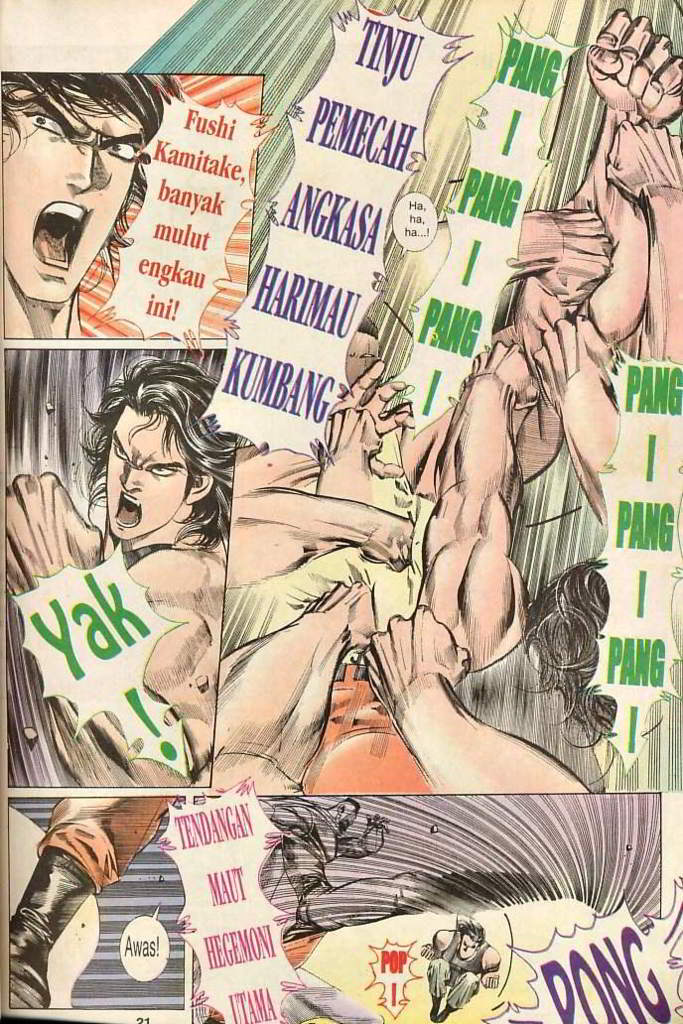 Fushi
Kamitake,
banyak
mulut
engkau
ini!
TINJU
PEMECAH
ANGKASA
HARIMAU
KUMBANG
Ha,
ha,
ha...!
PANG
!
PANG
!
PANG
!
PANG
!
PANG
!
PANG
!
Yak
!
TENDANGAN
MAUT
HEGEMONI
UTAMA
Awas!
POP
!
PONG
21